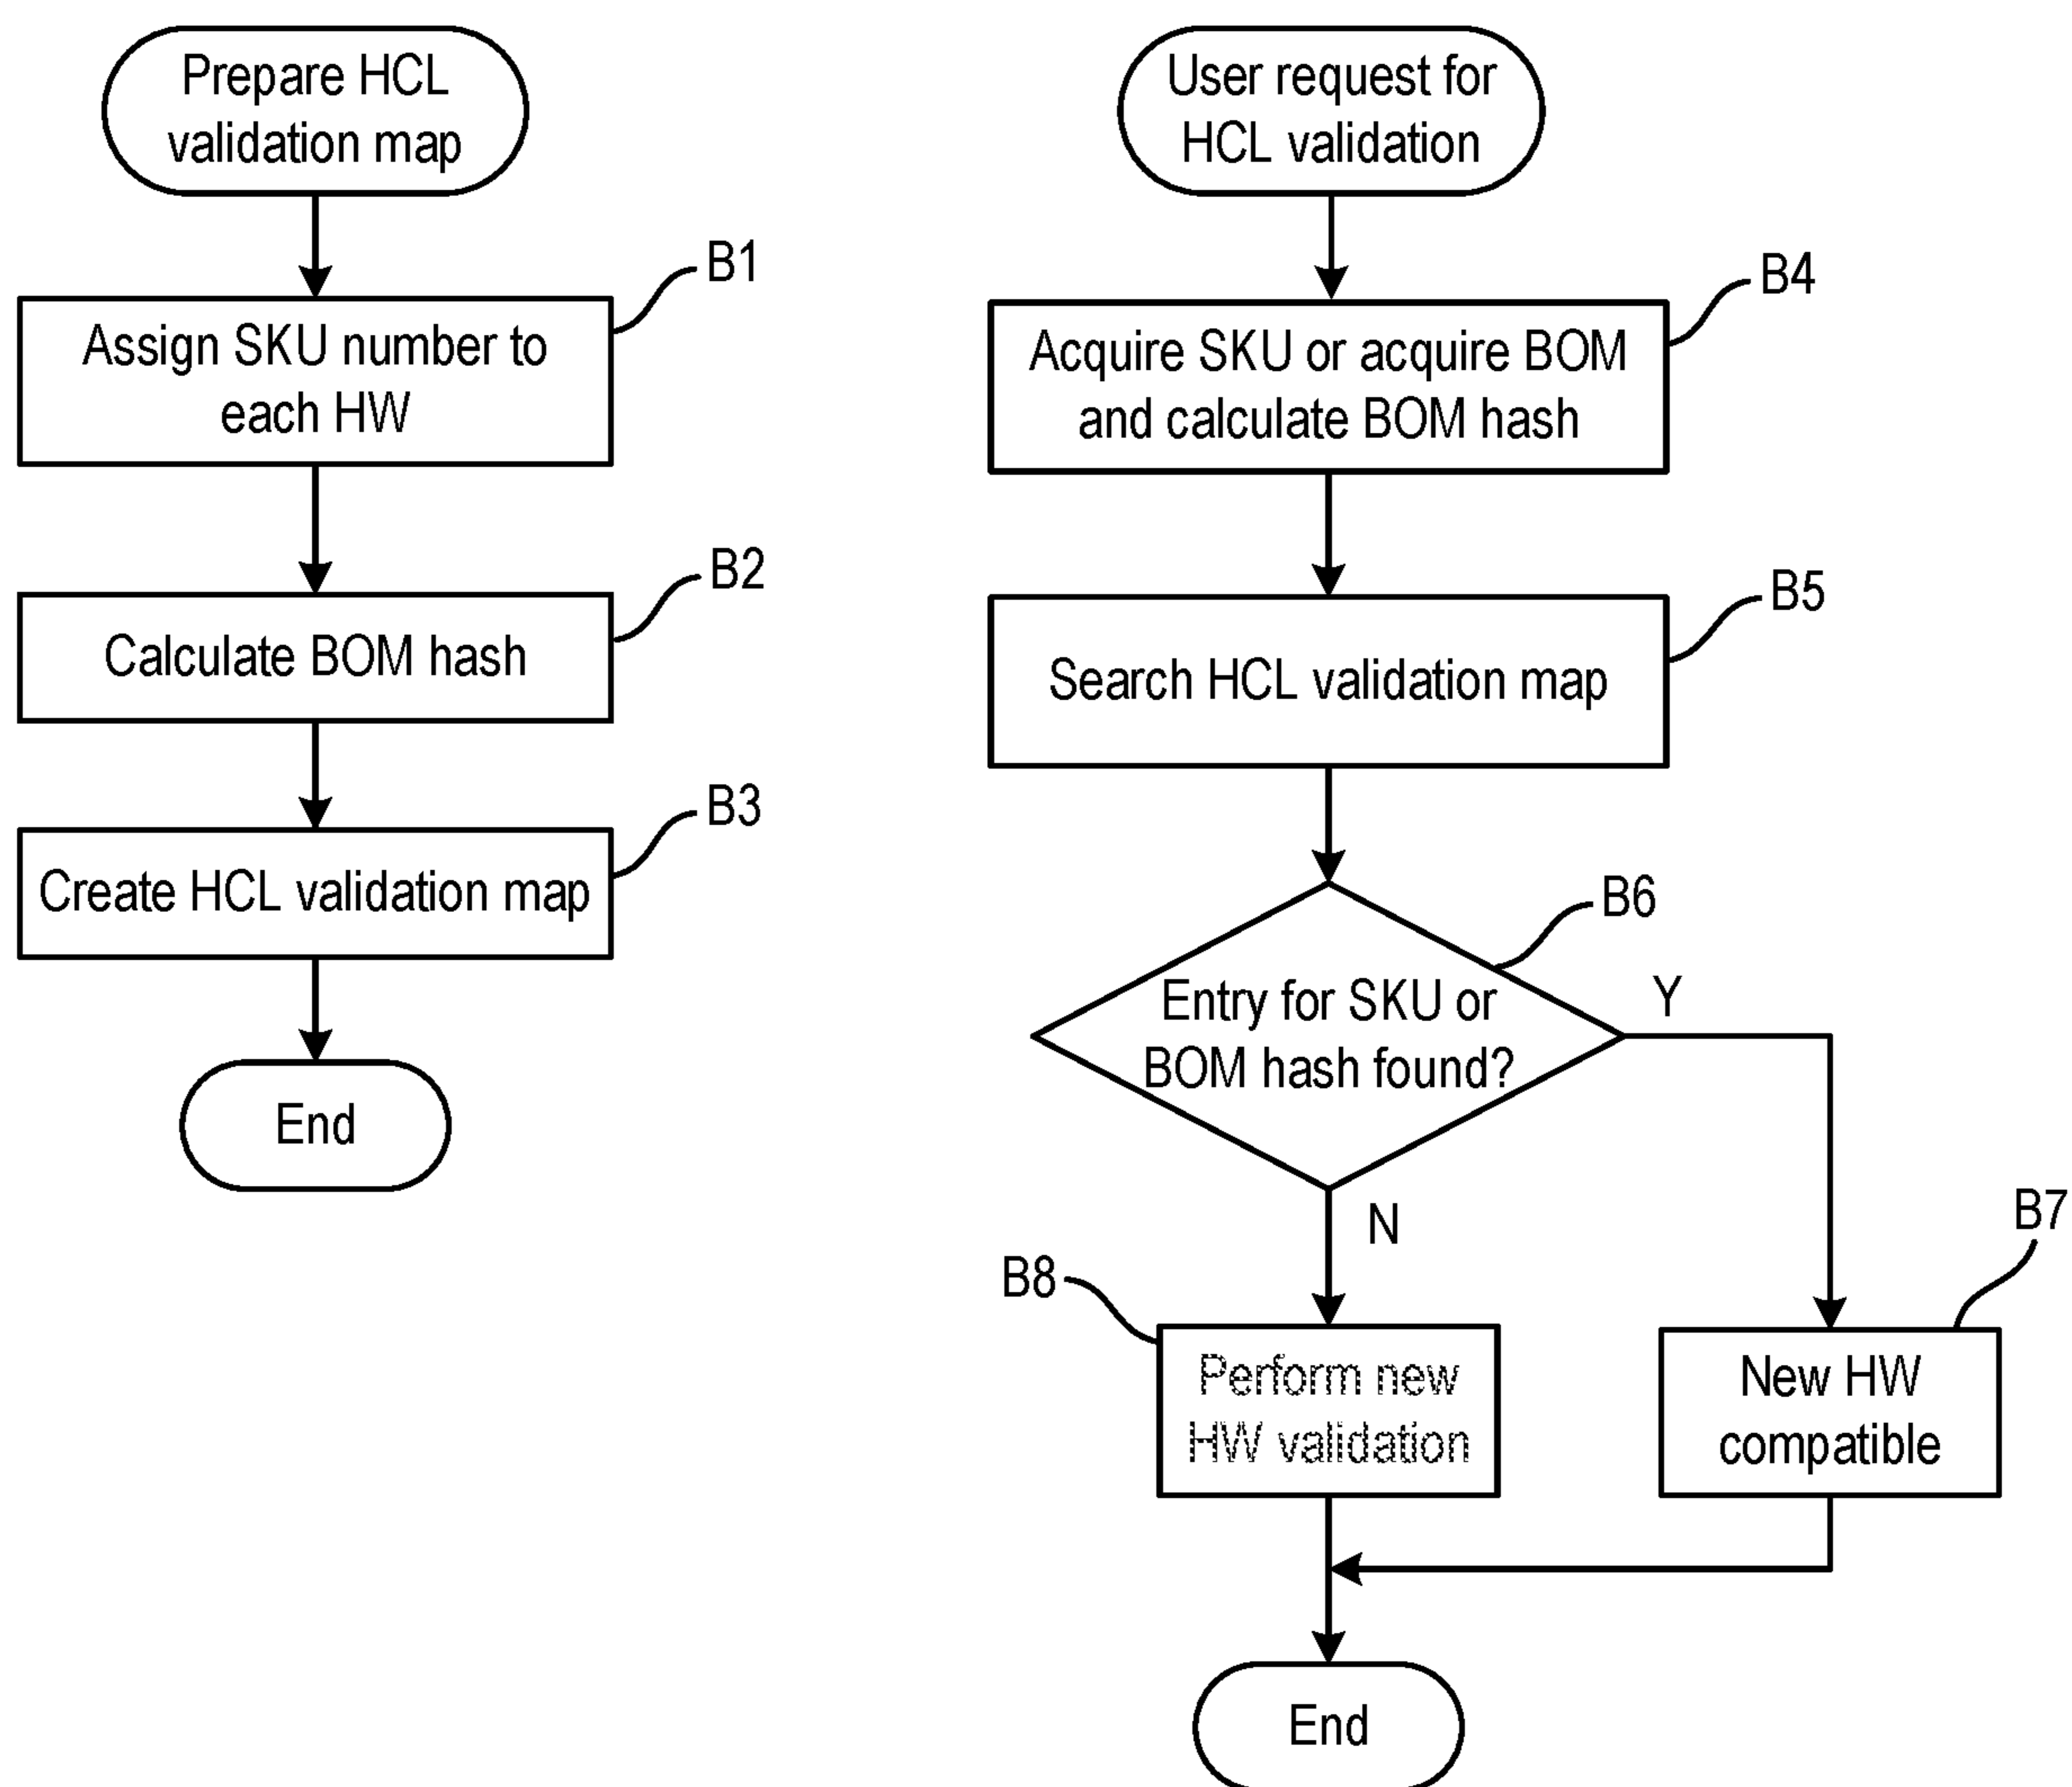 Prepare HCL
validation map
B1
Assign SKU number to
each HW
B2
Calculate BOM hash
B3
Create HCL validation map
End
User request for
HCL validation
B4
Acquire SKU or acquire BOM
and calculate BOM hash
B5
Search HCL validation map
B6
Entry for SKU or
BOM hash found?
Y
N
B7
B8
Perform new
HW validation
New HW
compatible
End